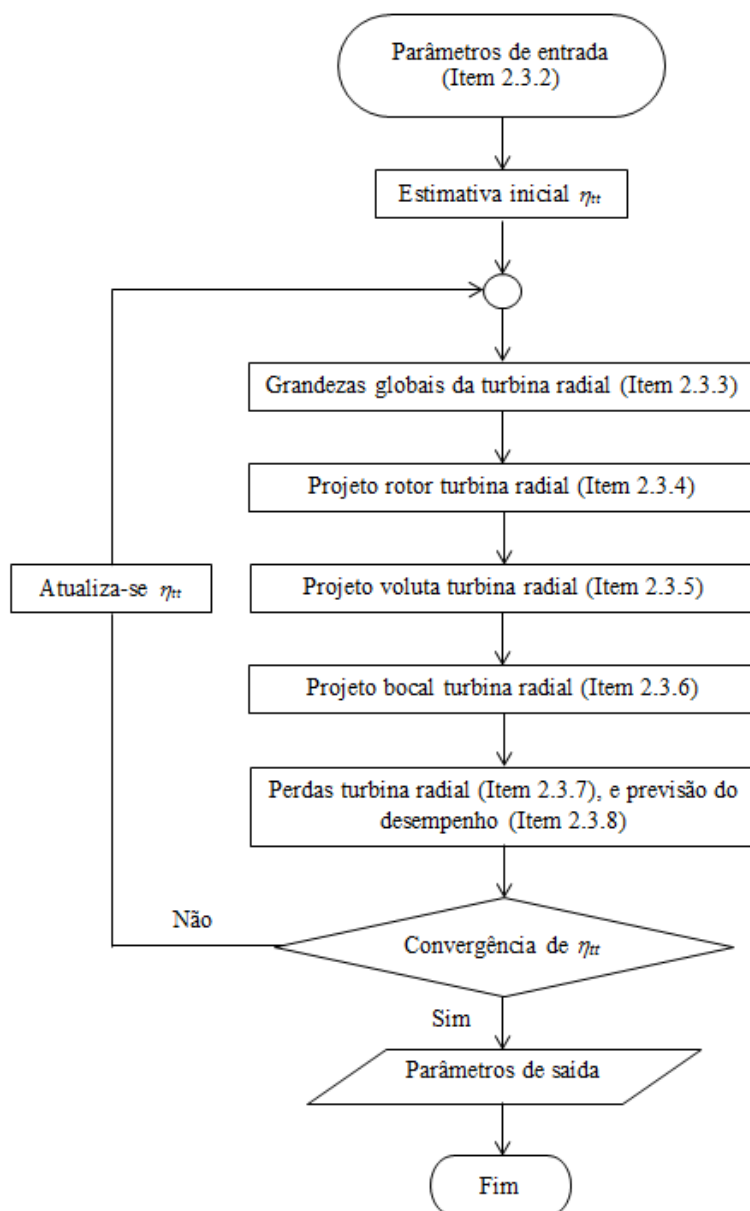 Parâmetros de entrada
(Item 2.3.2)
Estimativa inicial ηtt
Grandezas globais da turbina radial (Item 2.3.3)
Projeto rotor turbina radial (Item 2.3.4)
Atualiza-se ηtt
Projeto voluta turbina radial (Item 2.3.5)
Projeto bocal turbina radial (Item 2.3.6)
Perdas turbina radial (Item 2.3.7), e previsão do
desempenho (Item 2.3.8)
Não
Convergência de ηtt
Sim
Parâmetros de saída
Fim